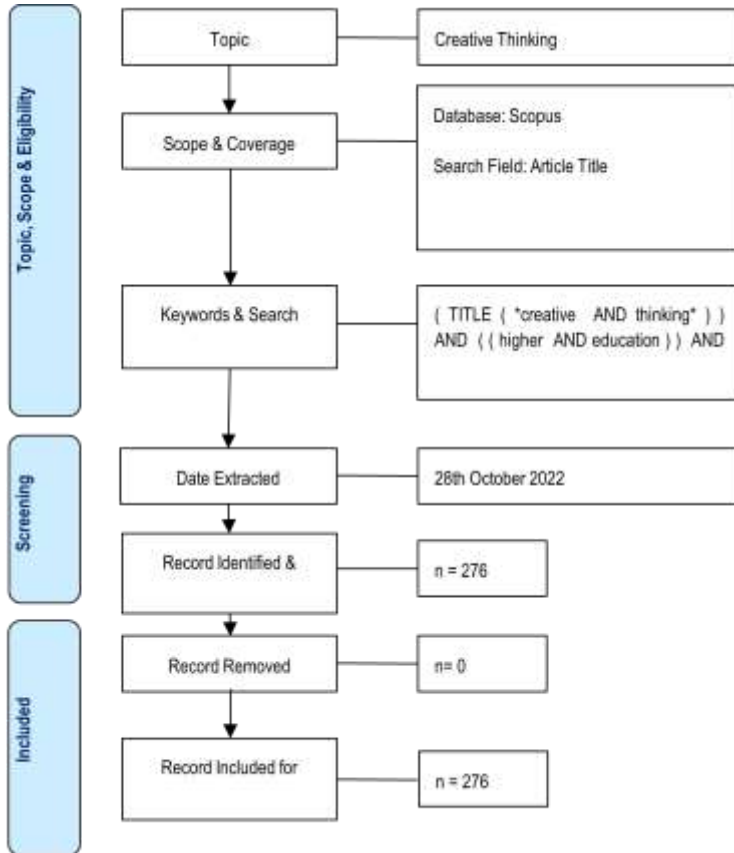 Topic, Scope & Eligibility
Topic
Creative Thinking
Scope & Coverage
Database: Scopus
Search Field: Article Title
Keywords & Search
( TITLE ( *creative AND thinking* ) )
AND ( ( higher AND education ) ) AND
Screening
Date Extracted
28th October 2022
Record Identified &
n = 276
Included
Record Removed
n= 0
Record Included for
n = 276